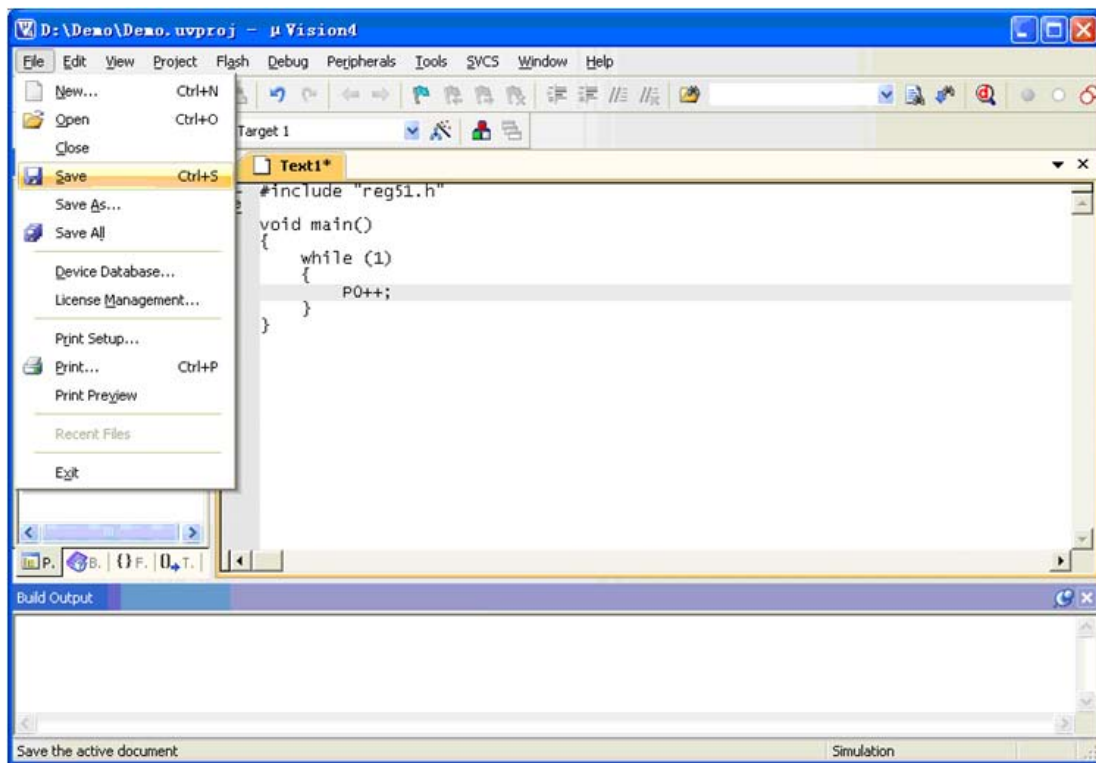 D:\Demo\Demo.uvproj - µVision4
File Edit View Project Flash Debug Peripherals Tools SVCS Window Help
New... Ctrl+N
Open Ctrl+O
Close
Save Ctrl+S
Save As...
Save All
Device Database...
License Management...
Print Setup...
Print... Ctrl+P
Print Preview
Recent Files
Exit
Target 1
Text1*
#include "reg51.h"
void main()
{
while (1)
{
P0++;
}
}
P. B. {} F. 0 T.
Build Output
Save the active document Simulation